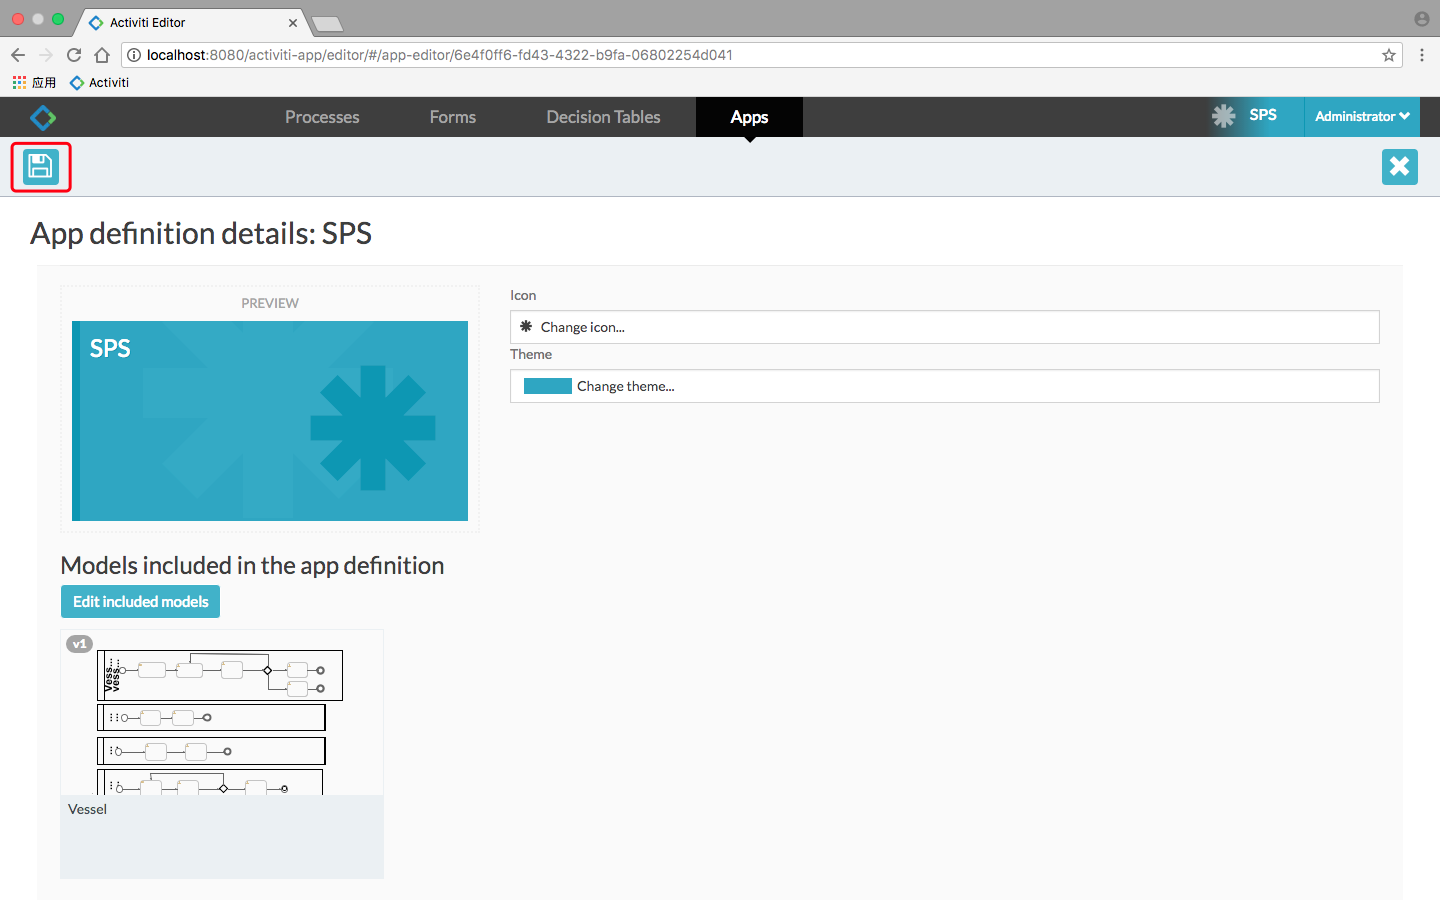 Activiti Editor
localhost:8080/activiti-app/editor/#/app-editor/6e4f0ff6-fd43-4322-b9fa-06802254d041
应用 Activiti
Processes Forms Decision Tables Apps SPS Administrator
App definition details: SPS
PREVIEW
SPS
Icon
Change icon...
Theme
Change theme...
Models included in the app definition
Edit included models
v1
Vess...
vess...
Vessel